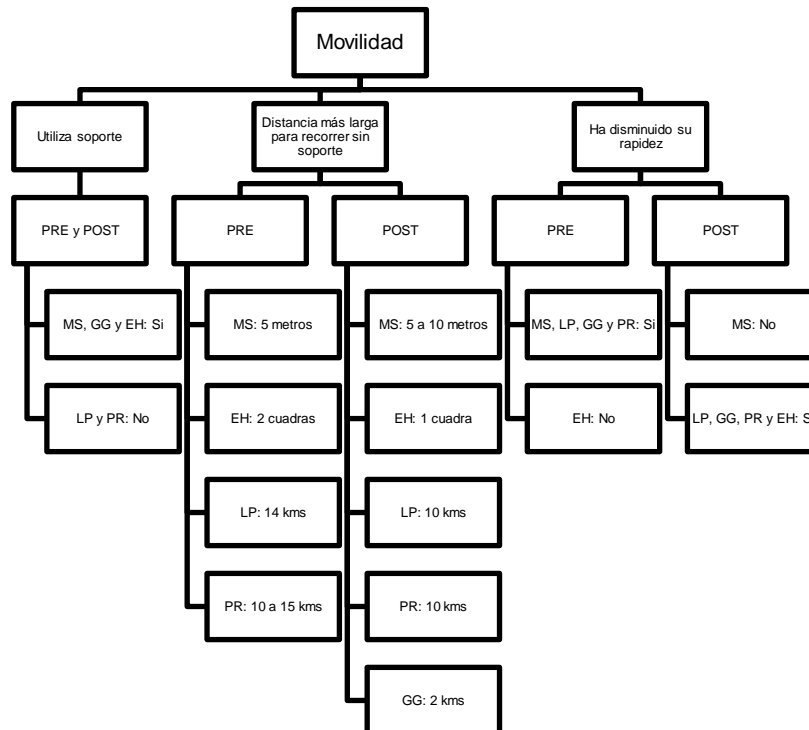 Movilidad
Utiliza soporte
Distancia más larga
para recorrer sin
soporte
Ha disminuido su
rapidez
PRE y POST
PRE
POST
PRE
POST
MS, GG y EH: Si
MS: 5 metros
MS: 5 a 10 metros
MS, LP, GG y PR: Si
MS: No
LP y PR: No
EH: 2 cuadras
EH: 1 cuadra
EH: No
LP, GG, PR y EH: S
LP: 14 kms
LP: 10 kms
PR: 10 a 15 kms
PR: 10 kms
GG: 2 kms